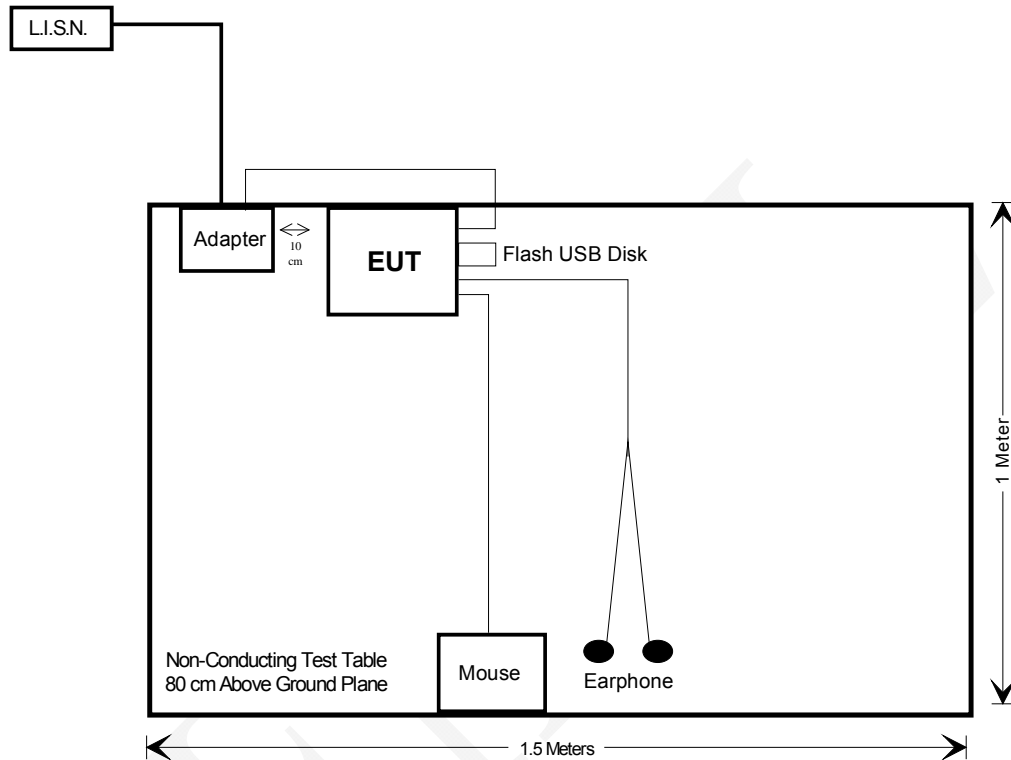 L.I.S.N.
Adapter
10
cm
EUT
Flash USB Disk
1 Meter
Non-Conducting Test Table
80 cm Above Ground Plane
Mouse
Earphone
1.5 Meters